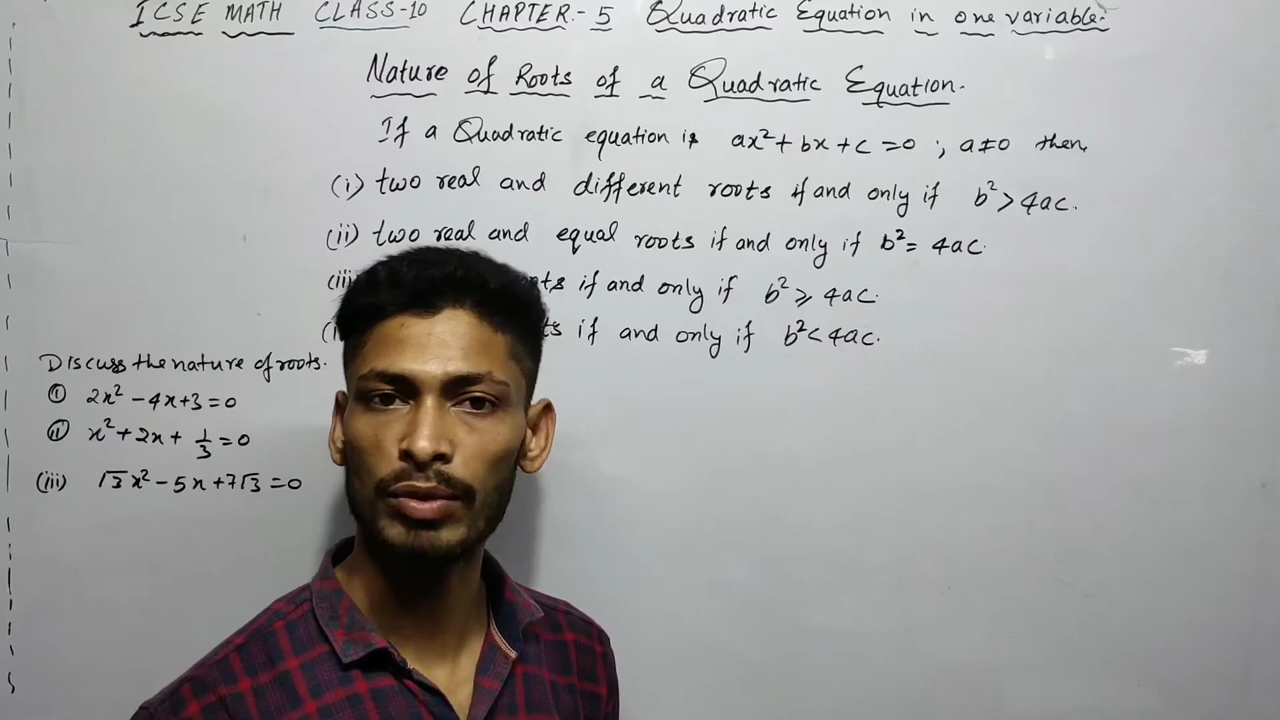 ICSE MATH CLASS-10 CHAPTER.- 5 Quadratic Equation in one variable.
Nature of Roots of a Quadratic Equation.
If a Quadratic equation is ax²+bx+c=0 ; a≠0 then,
(i) two real and different roots if and only if b²>4ac.
(ii) two real and equal roots if and only if b²= 4ac.
(iii if and only if b²⩾4ac.
if and only if b²<4ac.
Discuss the nature of roots.
(i) 2x²-4x+3=0
(ii) x²+2x+1/3=0
(iii) √3x²-5x+7√3=0